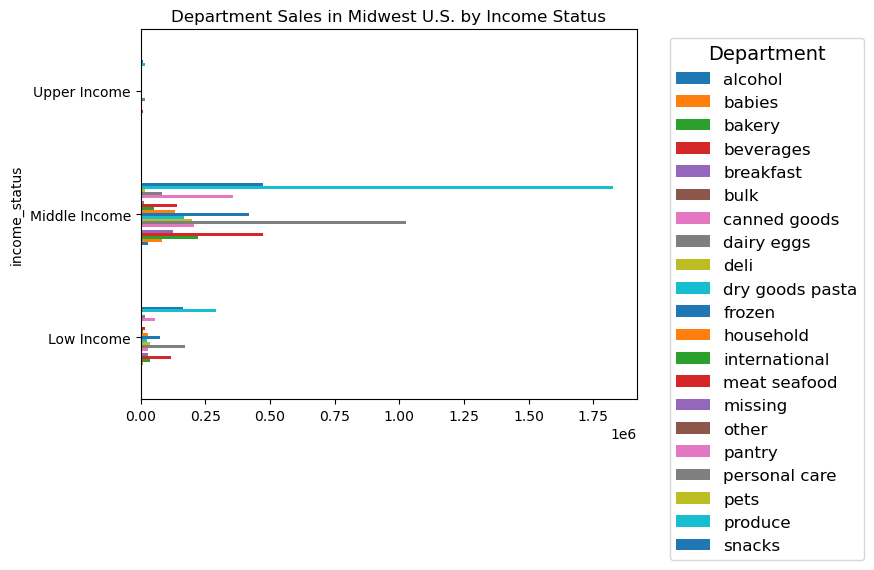 Department Sales in Midwest U.S. by Income Status
Upper Income
Middle Income
Low Income
income_status
0.00 0.25 0.50 0.75 1.00 1.25 1.50 1.75
1e6
Department
alcohol
babies
bakery
beverages
breakfast
bulk
canned goods
dairy eggs
deli
dry goods pasta
frozen
household
international
meat seafood
missing
other
pantry
personal care
pets
produce
snacks